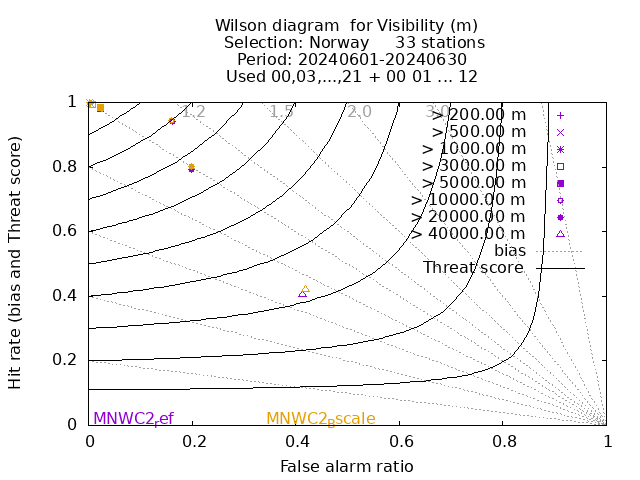 Wilson diagram  for Visibility (m)
Selection: Norway     33 stations
Period: 20240601-20240630
Used 00,03,...,21 + 00 01 ... 12
Hit rate (bias and Threat score)
1
0.8
0.6
0.4
0.2
0
1.2 1.5 2.0 3.0
> 200.00 m
> 500.00 m
> 1000.00 m
> 3000.00 m
> 5000.00 m
> 10000.00 m
> 20000.00 m
> 40000.00 m
bias
Threat score
MNWC2ref MNWC2Bscale
0 0.2 0.4 0.6 0.8 1
False alarm ratio